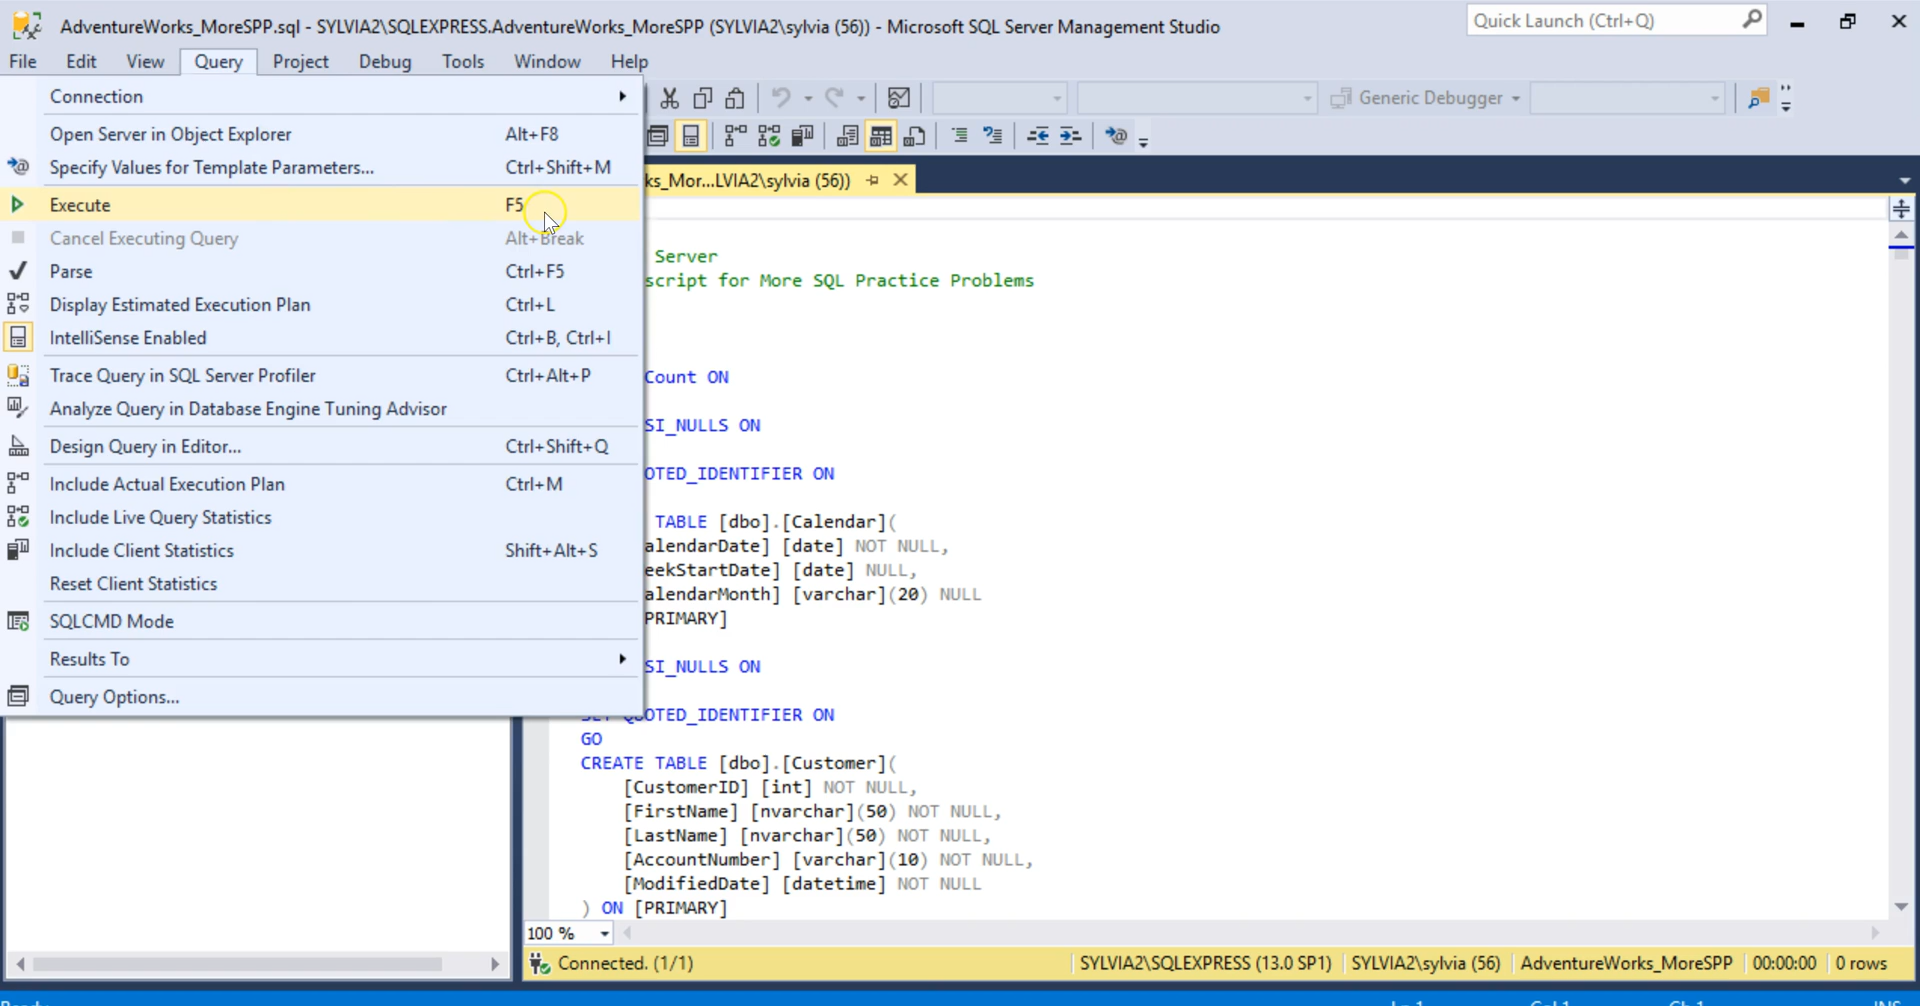 AdventureWorks_MoreSPP.sql - SYLVIA2\SQLEXPRESS.AdventureWorks_MoreSPP (SYLVIA2\sylvia (56)) - Microsoft SQL Server Management Studio
Quick Launch (Ctrl+Q)
File Edit View Query Project Debug Tools Window Help
Generic Debugger
Connection
Open Server in Object Explorer Alt+F8
Specify Values for Template Parameters... Ctrl+Shift+M
Execute F5
Cancel Executing Query Alt+Break
Parse Ctrl+F5
Display Estimated Execution Plan Ctrl+L
IntelliSense Enabled Ctrl+B, Ctrl+I
Trace Query in SQL Server Profiler Ctrl+Alt+P
Analyze Query in Database Engine Tuning Advisor
Design Query in Editor... Ctrl+Shift+Q
Include Actual Execution Plan Ctrl+M
Include Live Query Statistics
Include Client Statistics Shift+Alt+S
Reset Client Statistics
SQLCMD Mode
Results To
Query Options...
ks_Mor...LVIA2\sylvia (56))
Server
script for More SQL Practice Problems
Count ON
SI_NULLS ON
OTED_IDENTIFIER ON
TABLE [dbo].[Calendar](
alendarDate] [date] NOT NULL,
eekStartDate] [date] NULL,
alendarMonth] [varchar](20) NULL
PRIMARY]
SI_NULLS ON
OTED_IDENTIFIER ON
GO
CREATE TABLE [dbo].[Customer](
[CustomerID] [int] NOT NULL,
[FirstName] [nvarchar](50) NOT NULL,
[LastName] [nvarchar](50) NOT NULL,
[AccountNumber] [varchar](10) NOT NULL,
[ModifiedDate] [datetime] NOT NULL
) ON [PRIMARY]
100 %
Connected. (1/1) SYLVIA2\SQLEXPRESS (13.0 SP1) SYLVIA2\sylvia (56) AdventureWorks_MoreSPP 00:00:00 0 rows